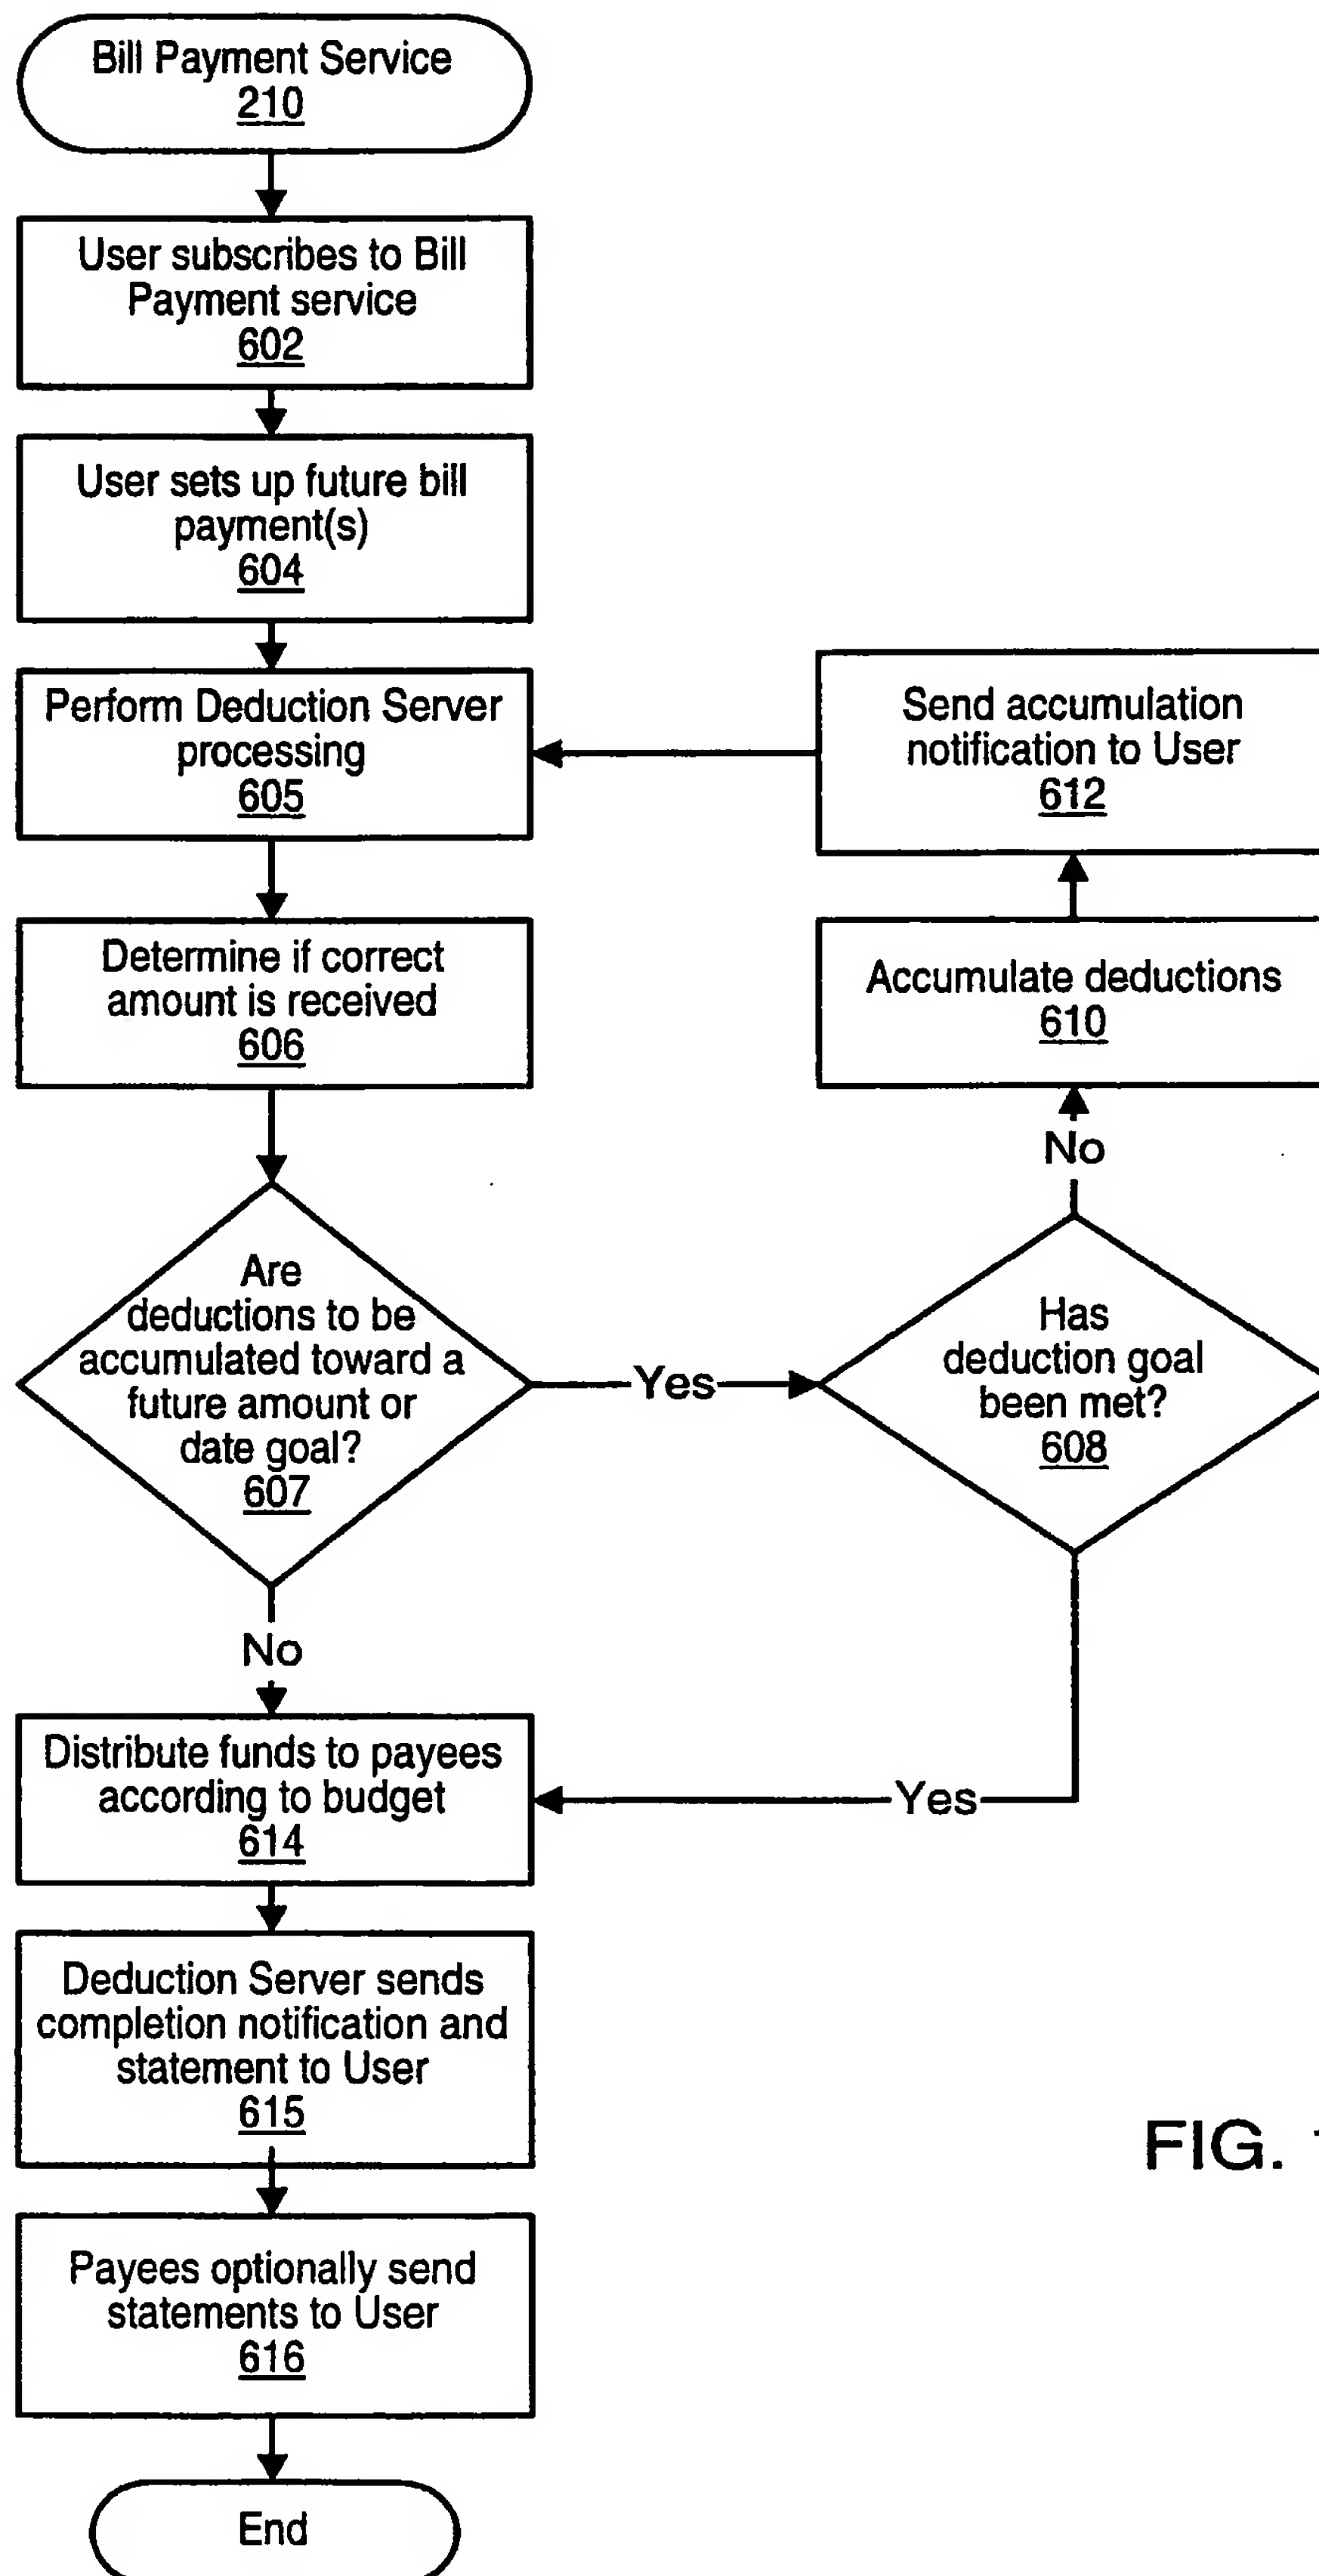 Bill Payment Service
210
User subscribes to Bill
Payment service
602
User sets up future bill
payment(s)
604
Perform Deduction Server
processing
605
Send accumulation
notification to User
612
Determine if correct
amount is received
606
Accumulate deductions
610
No
Are
deductions to be
accumulated toward a
future amount or
date goal?
607
Yes
Has
deduction goal
been met?
608
No
Distribute funds to payees
according to budget
614
Yes
Deduction Server sends
completion notification and
statement to User
615
FIG.
Payees optionally send
statements to User
616
End